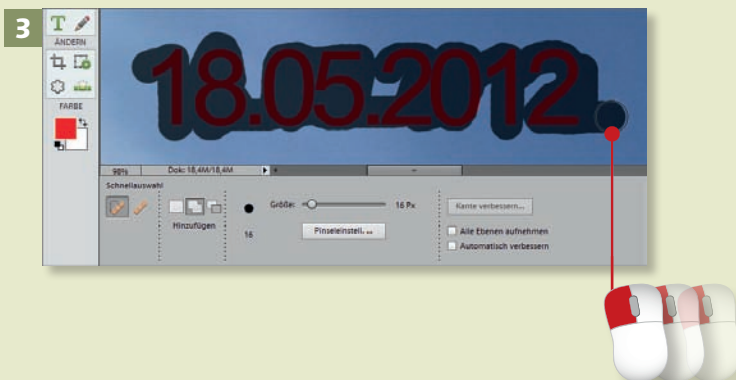 3
T
ÄNDERN
FARBE
18.05.2012
98% Dok: 18,4M/18,4M
Schnellauswahl
Hinzufügen
16
Größe: 16 Px
Pinseleinstell. ...
Kante verbessern...
Alle Ebenen aufnehmen
Automatisch verbessern